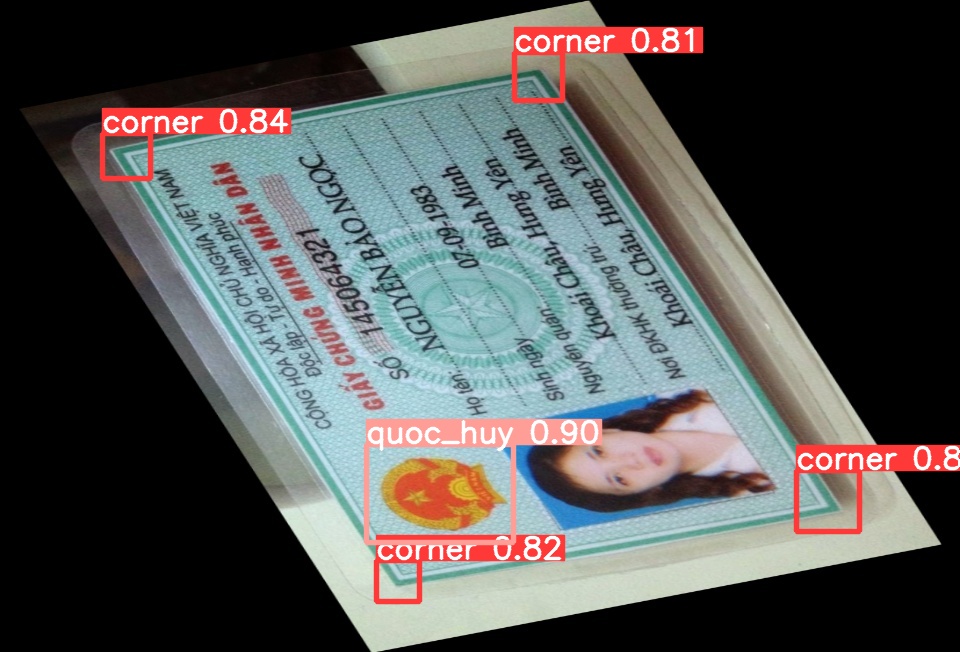 corner 0.81
corner 0.84
CỘNG HÒA XÃ HỘI CHỦ NGHĨA VIỆT NAM
Độc lập - Tự do - Hạnh phúc
GIẤY CHỨNG MINH NHÂN DÂN
SỐ 145064321
Họ tên: NGUYỄN BẢO NGỌC
Sinh ngày 07-09-1983
Nguyên quán: Bình Minh
Khoái Châu, Hưng Yên
Nơi ĐKHK thường trú: Bình Minh
Khoái Châu, Hưng Yên
quoc_huy 0.90
corner 0.8
corner 0.82